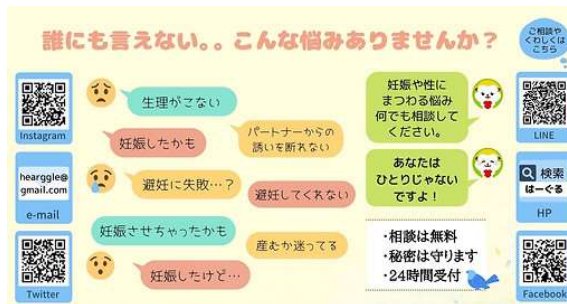 誰にも言えない。。こんな悩みありませんか？
ご相談や
くわしくは
こちら
Instagram
hearggle@
gmail.com
e-mail
Twitter
生理がこない
妊娠したかも
パートナーからの
誘いを断れない
避妊に失敗…？
避妊してくれない
妊娠させちゃったかも
産むか迷ってる
妊娠したけど…
妊娠や性に
まつわる悩み
何でも相談して
ください。
あなたは
ひとりじゃない
ですよ！
・相談は無料
・秘密は守ります
・24時間受付
LINE
検索
はーぐる
HP
Facebook